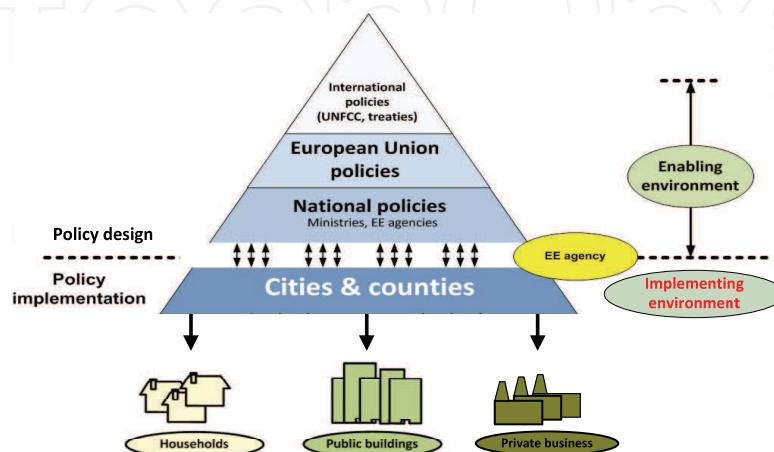 International
policies
(UNFCC, treaties)
European Union
policies
National policies
Ministries, EE agencies
Enabling
environment
Policy design
EE agency
Policy
implementation
Cities & counties
Implementing
environment
Households
Public buildings
Private business